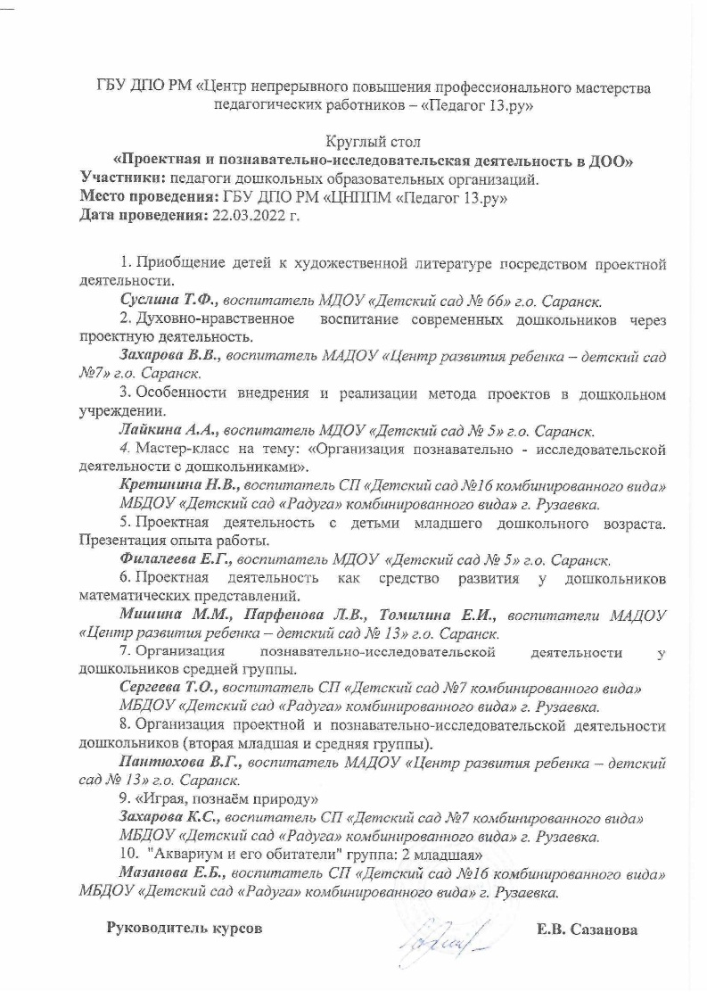 ГБУ ДПО РМ «Центр непрерывного повышения профессионального мастерства
педагогических работников – «Педагог 13.ру»
Круглый стол
«Проектная и познавательно-исследовательская деятельность в ДОО»
Участники: педагоги дошкольных образовательных организаций.
Место проведения: ГБУ ДПО РМ «ЦНППМ «Педагог 13.ру»
Дата проведения: 22.03.2022 г.
1. Приобщение детей к художественной литературе посредством проектной
деятельности.
Суслина Т.Ф., воспитатель МДОУ «Детский сад № 66» г.о. Саранск.
2. Духовно-нравственное воспитание современных дошкольников через
проектную деятельность.
Захарова В.В., воспитатель МАДОУ «Центр развития ребенка – детский сад
№7» г.о. Саранск.
3. Особенности внедрения и реализации метода проектов в дошкольном
учреждении.
Лайкина А.А., воспитатель МДОУ «Детский сад № 5» г.о. Саранск.
4. Мастер-класс на тему: «Организация познавательно - исследовательской
деятельности с дошкольниками».
Кретинина Н.В., воспитатель СП «Детский сад №16 комбинированного вида»
МБДОУ «Детский сад «Радуга» комбинированного вида» г. Рузаевка.
5. Проектная деятельность с детьми младшего дошкольного возраста.
Презентация опыта работы.
Филалеева Е.Г., воспитатель МДОУ «Детский сад № 5» г.о. Саранск.
6. Проектная деятельность как средство развития у дошкольников
математических представлений.
Мишина М.М., Парфенова Л.В., Томилина Е.И., воспитатели МАДОУ
«Центр развития ребенка – детский сад № 13» г.о. Саранск.
7. Организация познавательно-исследовательской деятельности у
дошкольников средней группы.
Сергеева Т.О., воспитатель СП «Детский сад №7 комбинированного вида»
МБДОУ «Детский сад «Радуга» комбинированного вида» г. Рузаевка.
8. Организация проектной и познавательно-исследовательской деятельности
дошкольников (вторая младшая и средняя группы).
Пантюхова В.Г., воспитатель МАДОУ «Центр развития ребенка – детский
сад № 13» г.о. Саранск.
9. «Играя, познаём природу»
Захарова К.С., воспитатель СП «Детский сад №7 комбинированного вида»
МБДОУ «Детский сад «Радуга» комбинированного вида» г. Рузаевка.
10. "Аквариум и его обитатели" группа: 2 младшая»
Мазанова Е.Б., воспитатель СП «Детский сад №16 комбинированного вида»
МБДОУ «Детский сад «Радуга» комбинированного вида» г. Рузаевка.
Руководитель курсов Е.В. Сазанова